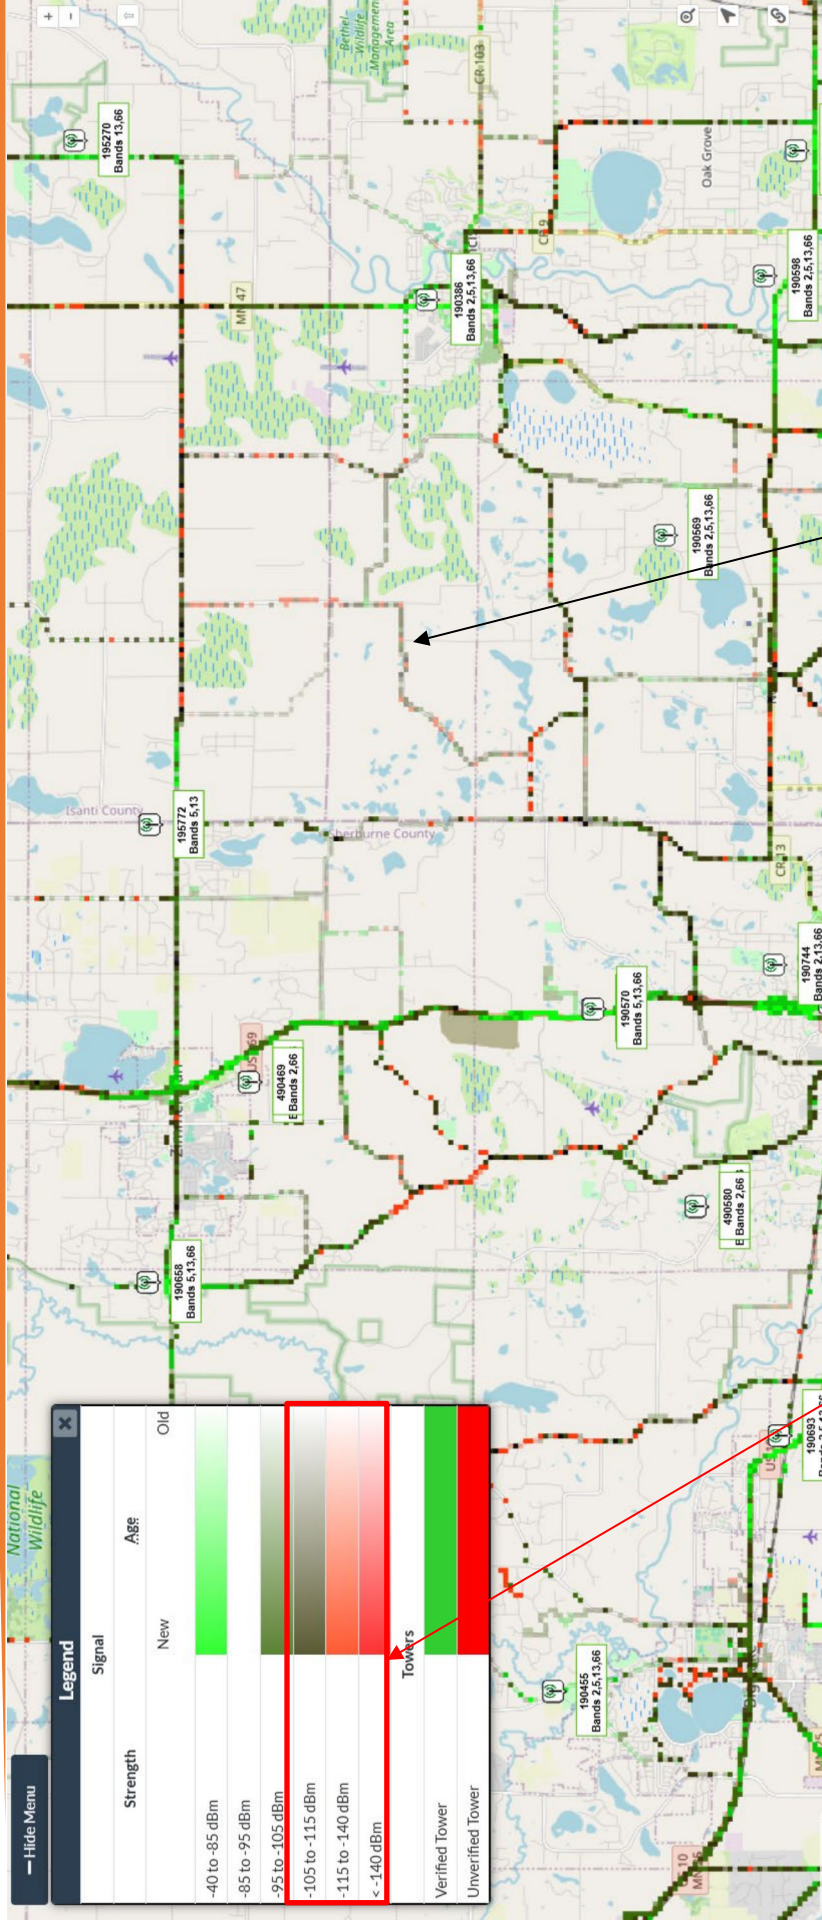 Hide Menu
Legend
Signal
Strength
Age
New
Old
-40 to -85 dBm
-85 to -95 dBm
-95 to -105 dBm
-105 to -115 dBm
-115 to -140 dBm
< -140 dBm
Towers
Verified Tower
Unverified Tower
National
Wildlife
190658
Bands 5,13,66
490469
Bands 2,66
195772
Bands 5,13
Isanti County
Sherburne County
MN 47
195270
Bands 13,66
Bethel
Wildlife
Management
Area
CR 103
190386
Bands 2,5,13,66
CR 9
Oak Grove
190598
Bands 2,5,13,66
190569
Bands 2,5,13,66
CR 13
190744
Bands 2,13,66
190570
Bands 5,13,66
490580
Bands 2,66
190693
190455
Bands 2,5,13,66